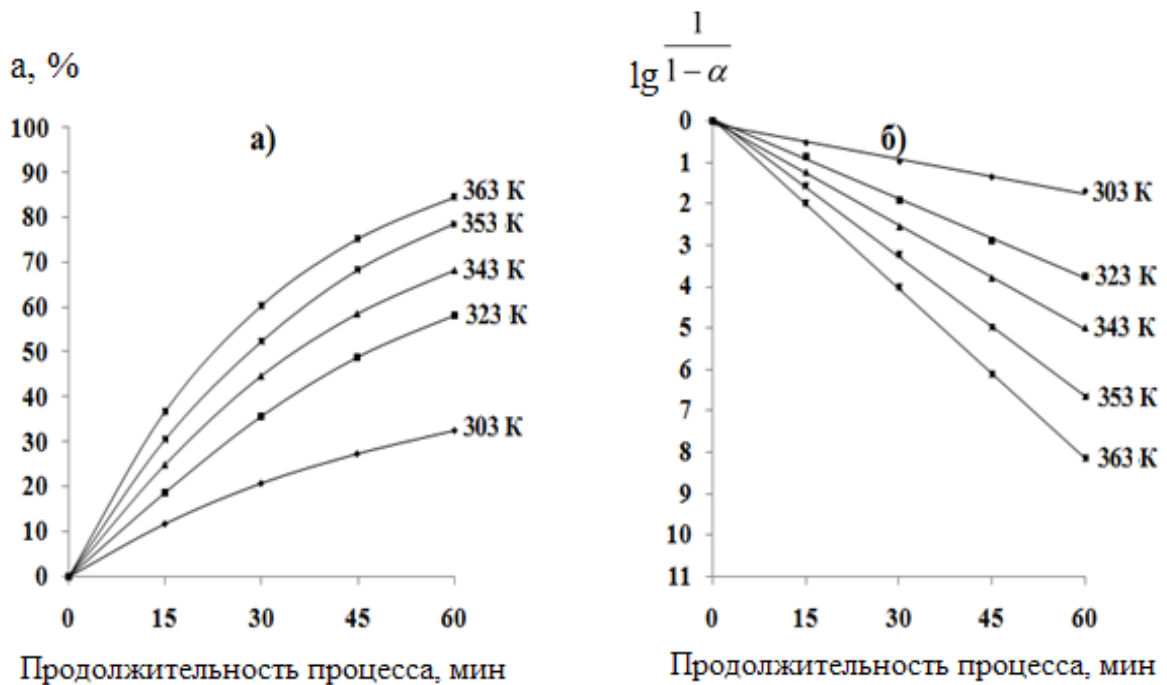 a, %
100
90
80
70
60
50
40
30
20
10
0
а)
363 К
353 К
343 К
323 К
303 К
0 15 30 45 60
Продолжительность процесса, мин
lg 1
1 − α
0
1
2
3
4
5
6
7
8
9
10
11
б)
303 К
323 К
343 К
353 К
363 К
0 15 30 45 60
Продолжительность процесса, мин